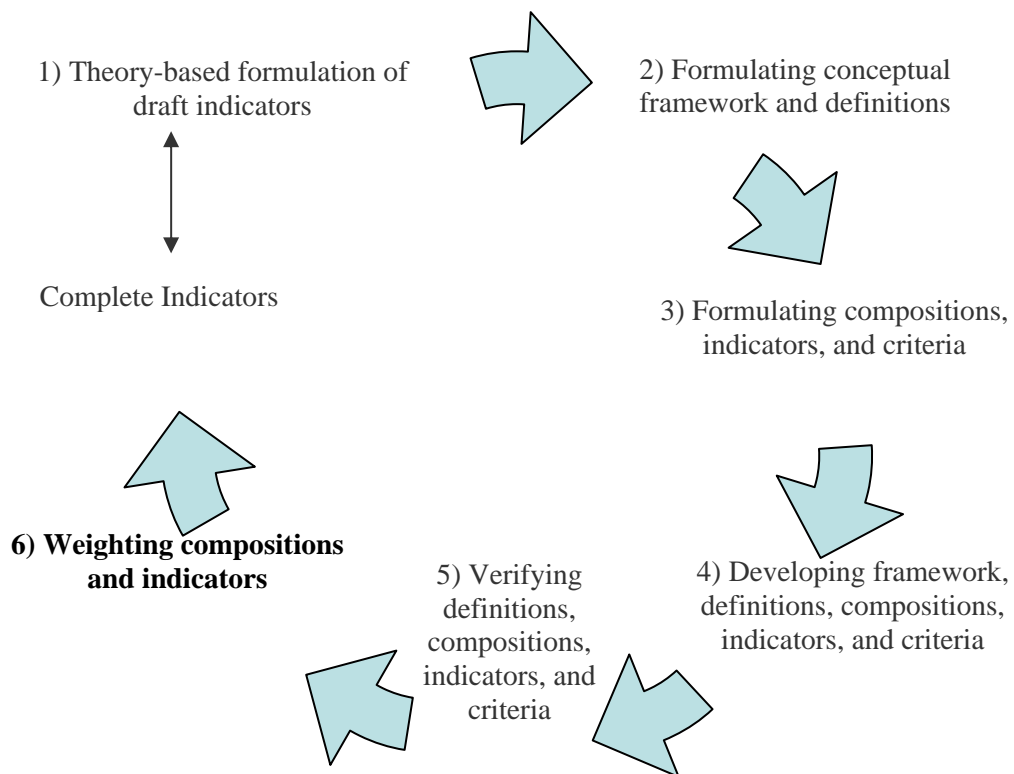 1) Theory-based formulation of
draft indicators
2) Formulating conceptual
framework and definitions
3) Formulating compositions,
indicators, and criteria
4) Developing framework,
definitions, compositions,
indicators, and criteria
5) Verifying
definitions,
compositions,
indicators, and
criteria
6) Weighting compositions
and indicators
Complete Indicators